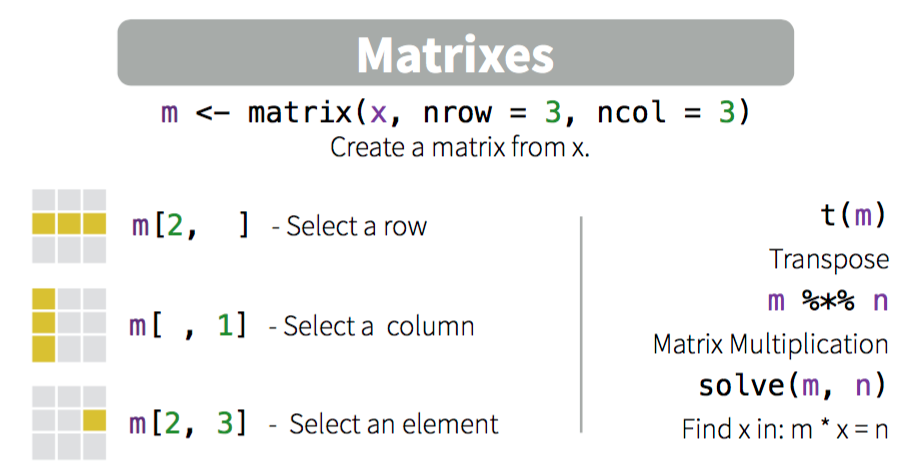 Matrixes
m <- matrix(x, nrow = 3, ncol = 3)
Create a matrix from x.
m[2, ] - Select a row
m[ , 1] - Select a column
m[2, 3] - Select an element
t(m)
Transpose
m %*% n
Matrix Multiplication
solve(m, n)
Find x in: m * x = n